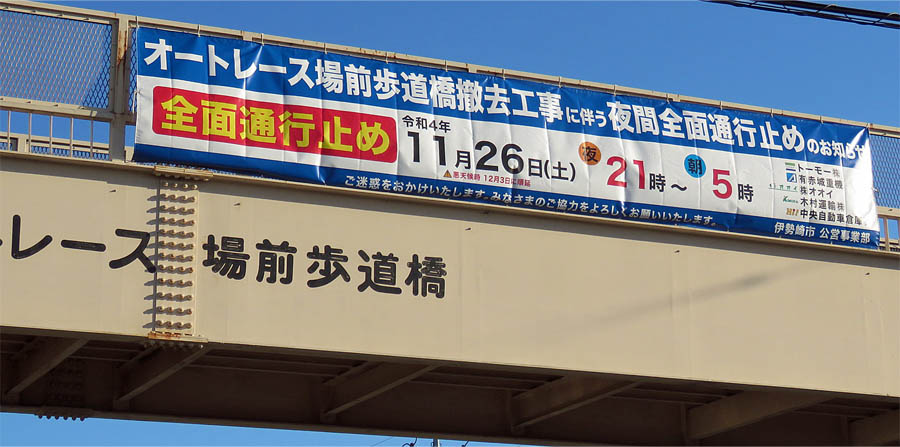 オートレース場前歩道橋撤去工事に伴う夜間全面通行止めのお知らせ
全面通行止め
令和4年
11月26日(土)
悪天候時 12月3日に順延
夜 21時～ 朝 5時
トーモー㈱
㈲赤城重機
㈱オオイ
木村運輸㈱
中央自動車倉庫
ご迷惑をおかけいたします。みなさまのご協力をよろしくお願いいたします。
伊勢崎市 公営事業部
レース場前歩道橋